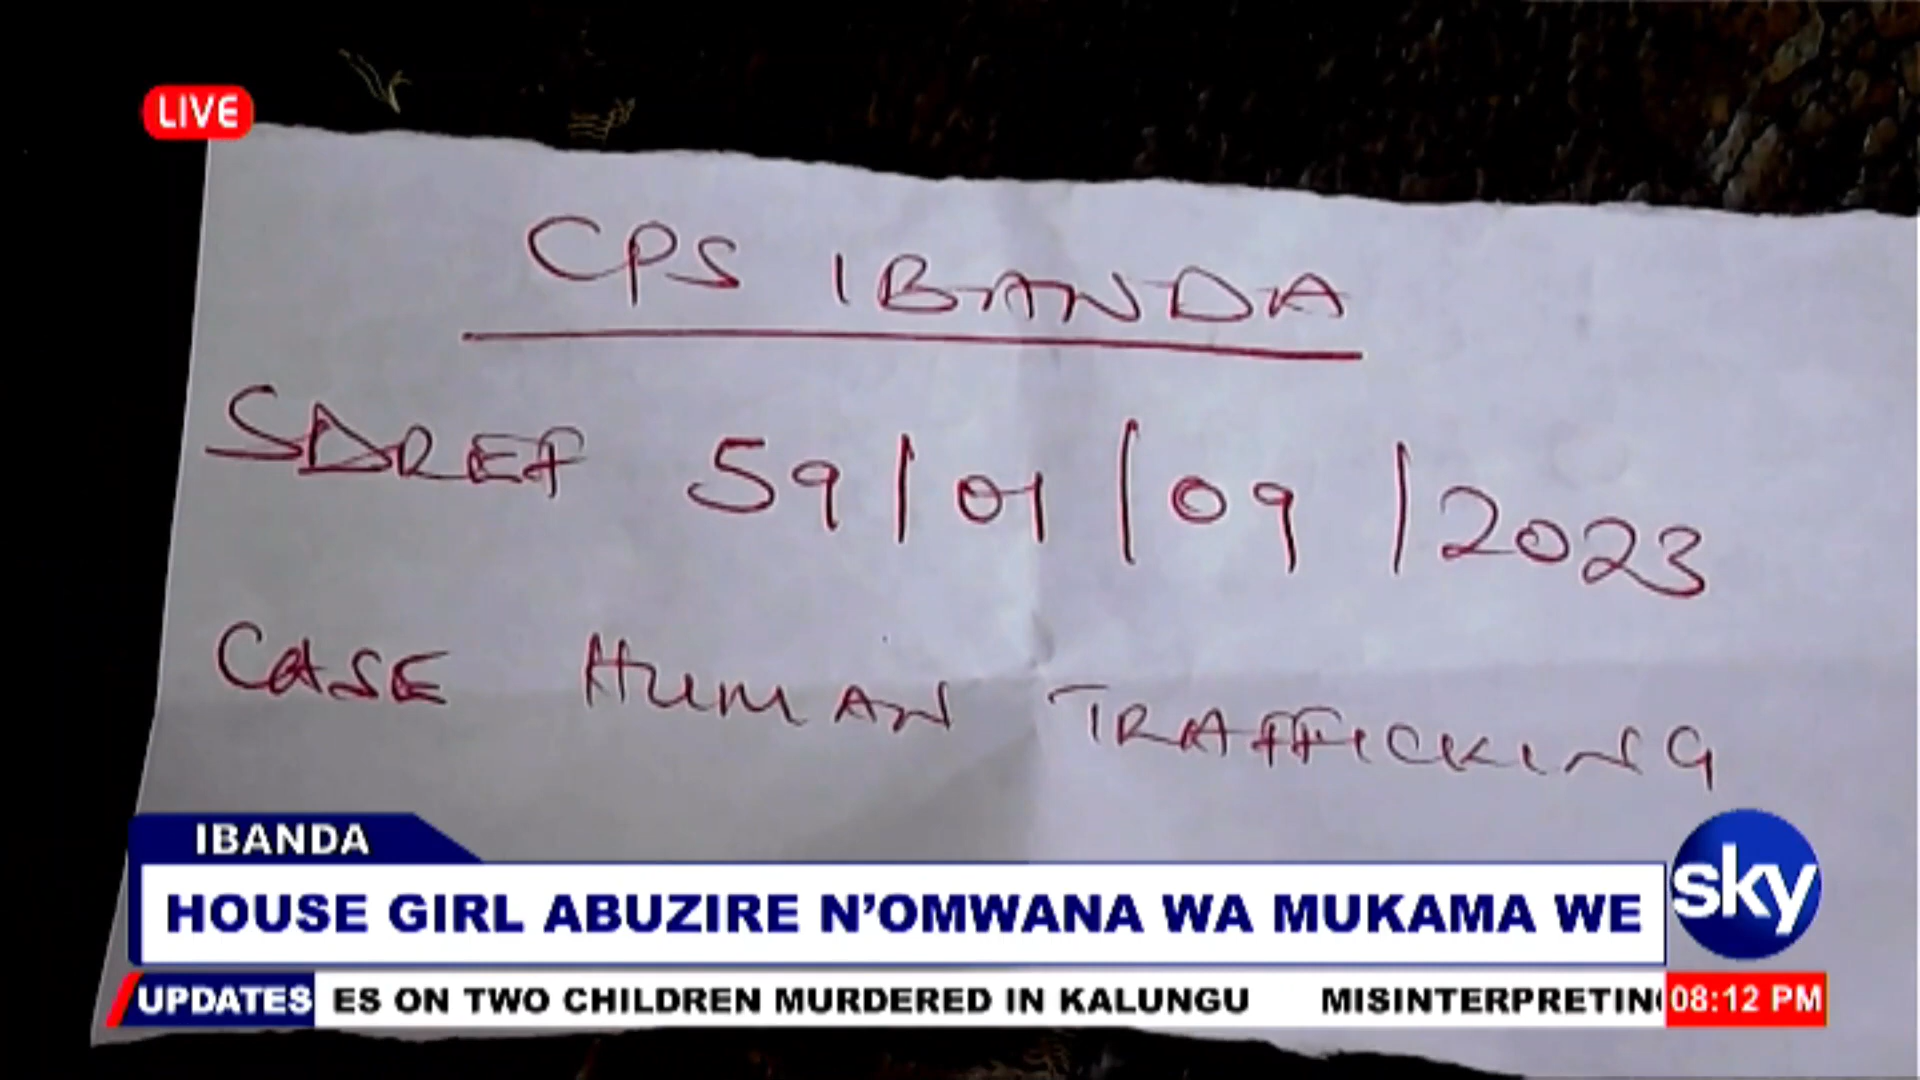 LIVE
CPS IBANDA
SDREF 59/01/09/2023
CASE HUMAN TRAFFICKING
IBANDA
HOUSE GIRL ABUZIRE N'OMWANA WA MUKAMA WE
sky
UPDATES ES ON TWO CHILDREN MURDERED IN KALUNGU MISINTERPRETING 08:12 PM